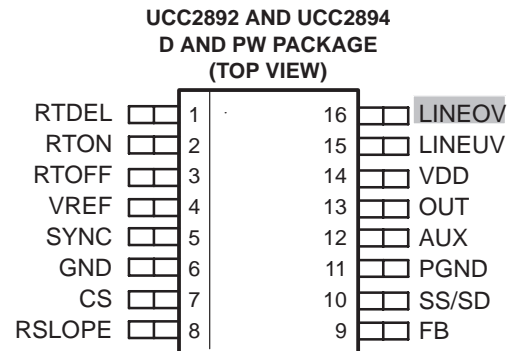 UCC2892 AND UCC2894
D AND PW PACKAGE
(TOP VIEW)
RTDEL 1 16 LINEOV
RTON 2 15 LINEUV
RTOFF 3 14 VDD
VREF 4 13 OUT
SYNC 5 12 AUX
GND 6 11 PGND
CS 7 10 SS/SD
RSLOPE 8 9 FB